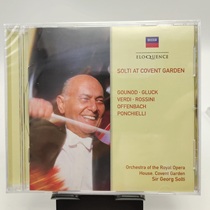 DECCA
ELOQUENCE
SOLTI AT COVENT GARDEN
GOUNOD · GLUCK
VERDI · ROSSINI
OFFENBACH
PONCHIELLI
Orchestra of the Royal Opera
House, Covent Garden
Sir Georg Solti